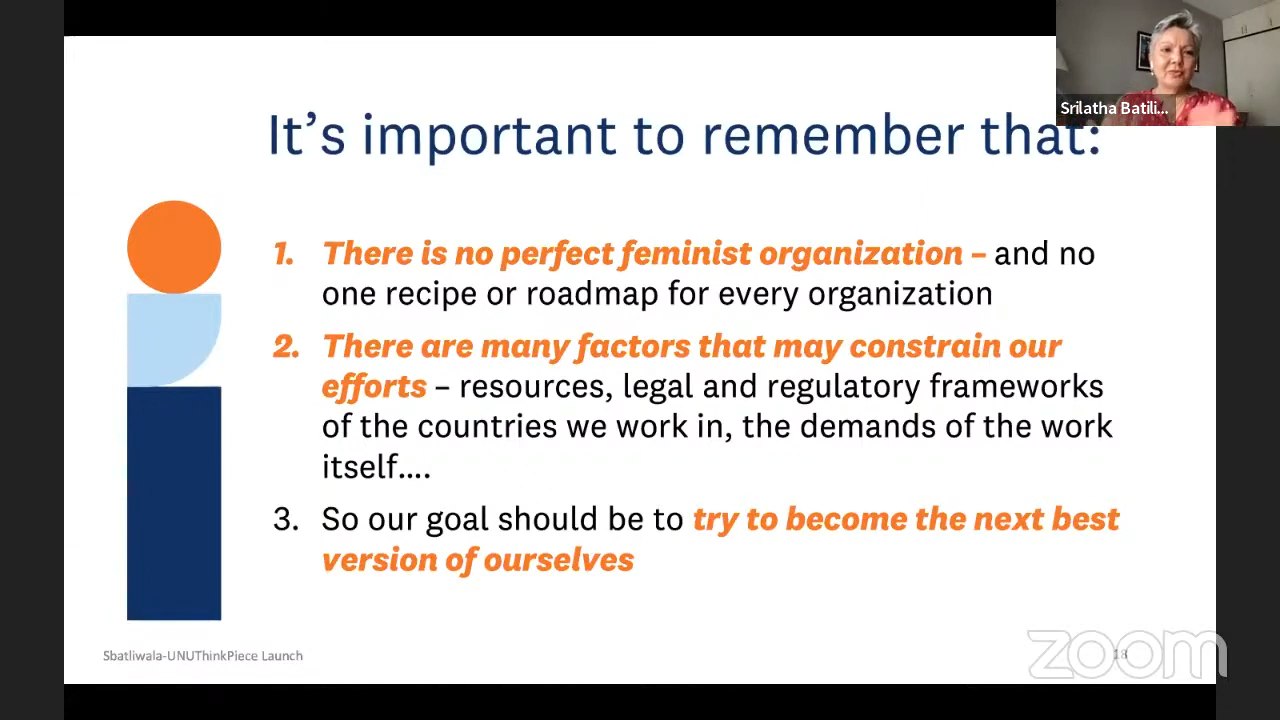 Srilatha Batili...
It's important to remember that:
1. There is no perfect feminist organization – and no
one recipe or roadmap for every organization
2. There are many factors that may constrain our
efforts – resources, legal and regulatory frameworks
of the countries we work in, the demands of the work
itself....
3. So our goal should be to try to become the next best
version of ourselves
Sbatliwala-UNUThinkPiece Launch
18
zoom